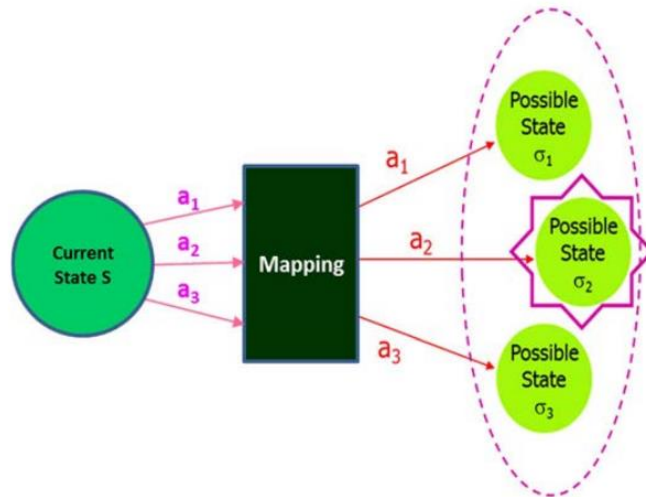 Current
State S
a₁
a₂
a₃
Mapping
a₁
a₂
a₃
Possible
State
σ₁
Possible
State
σ₂
Possible
State
σ₃